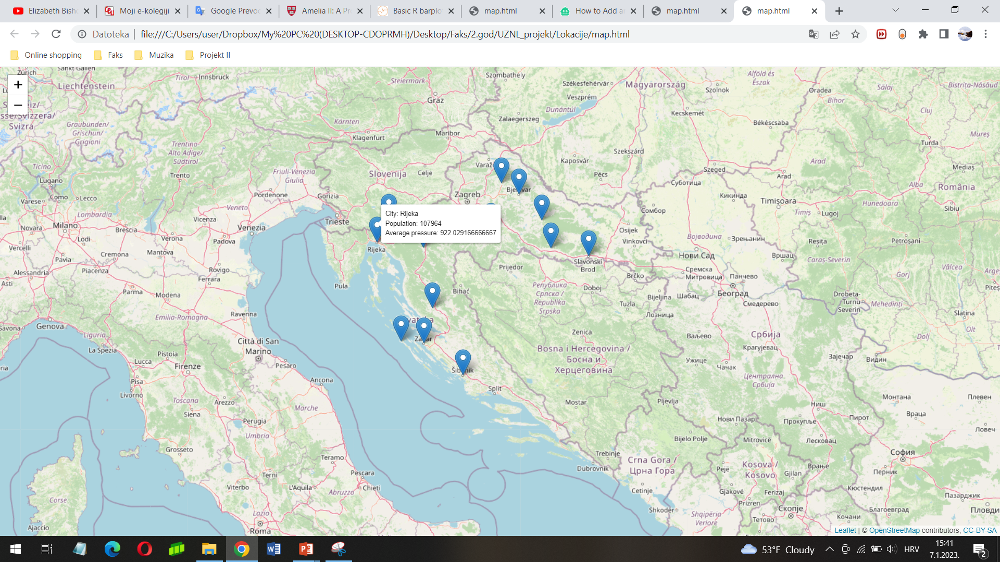 Elizabeth Bish
Moji e-kolegiji
Google Prevod
Amelia II: A Pr
Basic R barplo
map.html
How to Add a
map.html
map.html
Datoteka
file:///C:/Users/user/Dropbox/My%20PC%20(DESKTOP-CDOPRMH)/Desktop/Faks/2.god/UZNL_projekt/Lokacije/map.html
Online shopping
Faks
Muzika
Projekt II
+
−
Zürich
Sankt Gallen
Liechtenstein
Tirol
Innsbruck
Steiermark
Szombathely
Székesfehérvár
Veszprém
Magyarország
Alföld és
Észak
Szolnok
Oradea
Bihor
Sălaj
Bistrița-Năsăud
Schweiz/
sse/Svizzera/
Svizra
Graubünden/
Grischun/
Grigioni
Graz
Kärnten
Klagenfurt
Maribor
Dunántúl
Zalaegerszeg
Kecskemét
Békéscsaba
Cluj
Mureș
Turda
Trentino-
Alto Adige/
Südtirol
Ticino
Lugano
Trento
Friuli-Venezia
Giulia
Slovenija
Celje
Varaž
Kaposvár
Szekszárd
Pécs
Szeged
Суботица
Arad
Arad
Mediaș
Alba
România
Varese
Como
Lecco
Pordenone
Gorizia
Zagreb
Bjelovar
Кикинда
Timișoara
Hunedoara
Sibiu
Lombardia
Veneto
Сомбор
Timiș
Lugoj
Novara
Milano
Brescia
Vicenza
Venezia
Trieste
City: Rijeka
Population: 107964
Average pressure: 922.029166666667
Osijek
Vinkovci
Војводина
Зрењанин
Reșița
Petroșani
Lodi
Verona
Padova
Vercelli
Pavia
Cremona
Mantova
Rijeka
Slavonski
Brod
Нови Сад
Вршац
Caraș-Severin
Alessandria
Piacenza
Rovigo
Ferrara
Prijedor
Brčko
Сремска
Митровица
Панчево
Gorj
Vâlcea
Argeș
Asti
Parma
Modena
Pula
Bihać
Република
Српска /
Republika
Srpska
Doboj
Bijeljina
Шабац
Београд
Смедерево
Drobeta-
Turnu
Severin
Mehedinți
Pitești
Emilia-Romagna
Ravenna
Tuzla
Лозница
Slatina
Savona
Genova
Liguria
La Spezia
Città di San
Marino
Zadar
Zenica
Bosna i Hercegovina /
Босна и
Херцеговина
Ваљево
Србија
Крагујевац
Olt
Dolj
Lucca
Pistoia
Firenze
Pesaro
Šibenik
Ужице
Чачак
Зајечар
Видин
Pisa
Ancona
Split
Централна
Србија
Livorno
Toscana
Arezzo
Siena
Marche
Mostar
Pljevlja
Ниш
Монтана
Плевен
Perugia
Umbria
Нови Пазар
Прокупље
Пирот
Враца
Ловеч
Grosseto
Bijelo Polje
Mitrovicë
Лесковац
София
Teramo
Trebinje
Dubrovnik
Crna Gora /
Црна Гора
Kosova /
Kosovo
Pejë
Gjilan
Врање
Перник
Terni
Pescara
Chieti
Viterbo
L'Aquila
Abruzzo
Cetinje
Gjakovë
Ferizaj
Кюстендил
Пазарджик
Corse
Lazio
Shkodër
Prizren
Скопје
Благоевград
Пловди
Ajaccio
Roma
Shqipëria
Veriore
Тетово
Кочани
Leaflet | © OpenStreetMap contributors, CC-BY-SA
53°F Cloudy
HRV
15:41
7.1.2023.
2